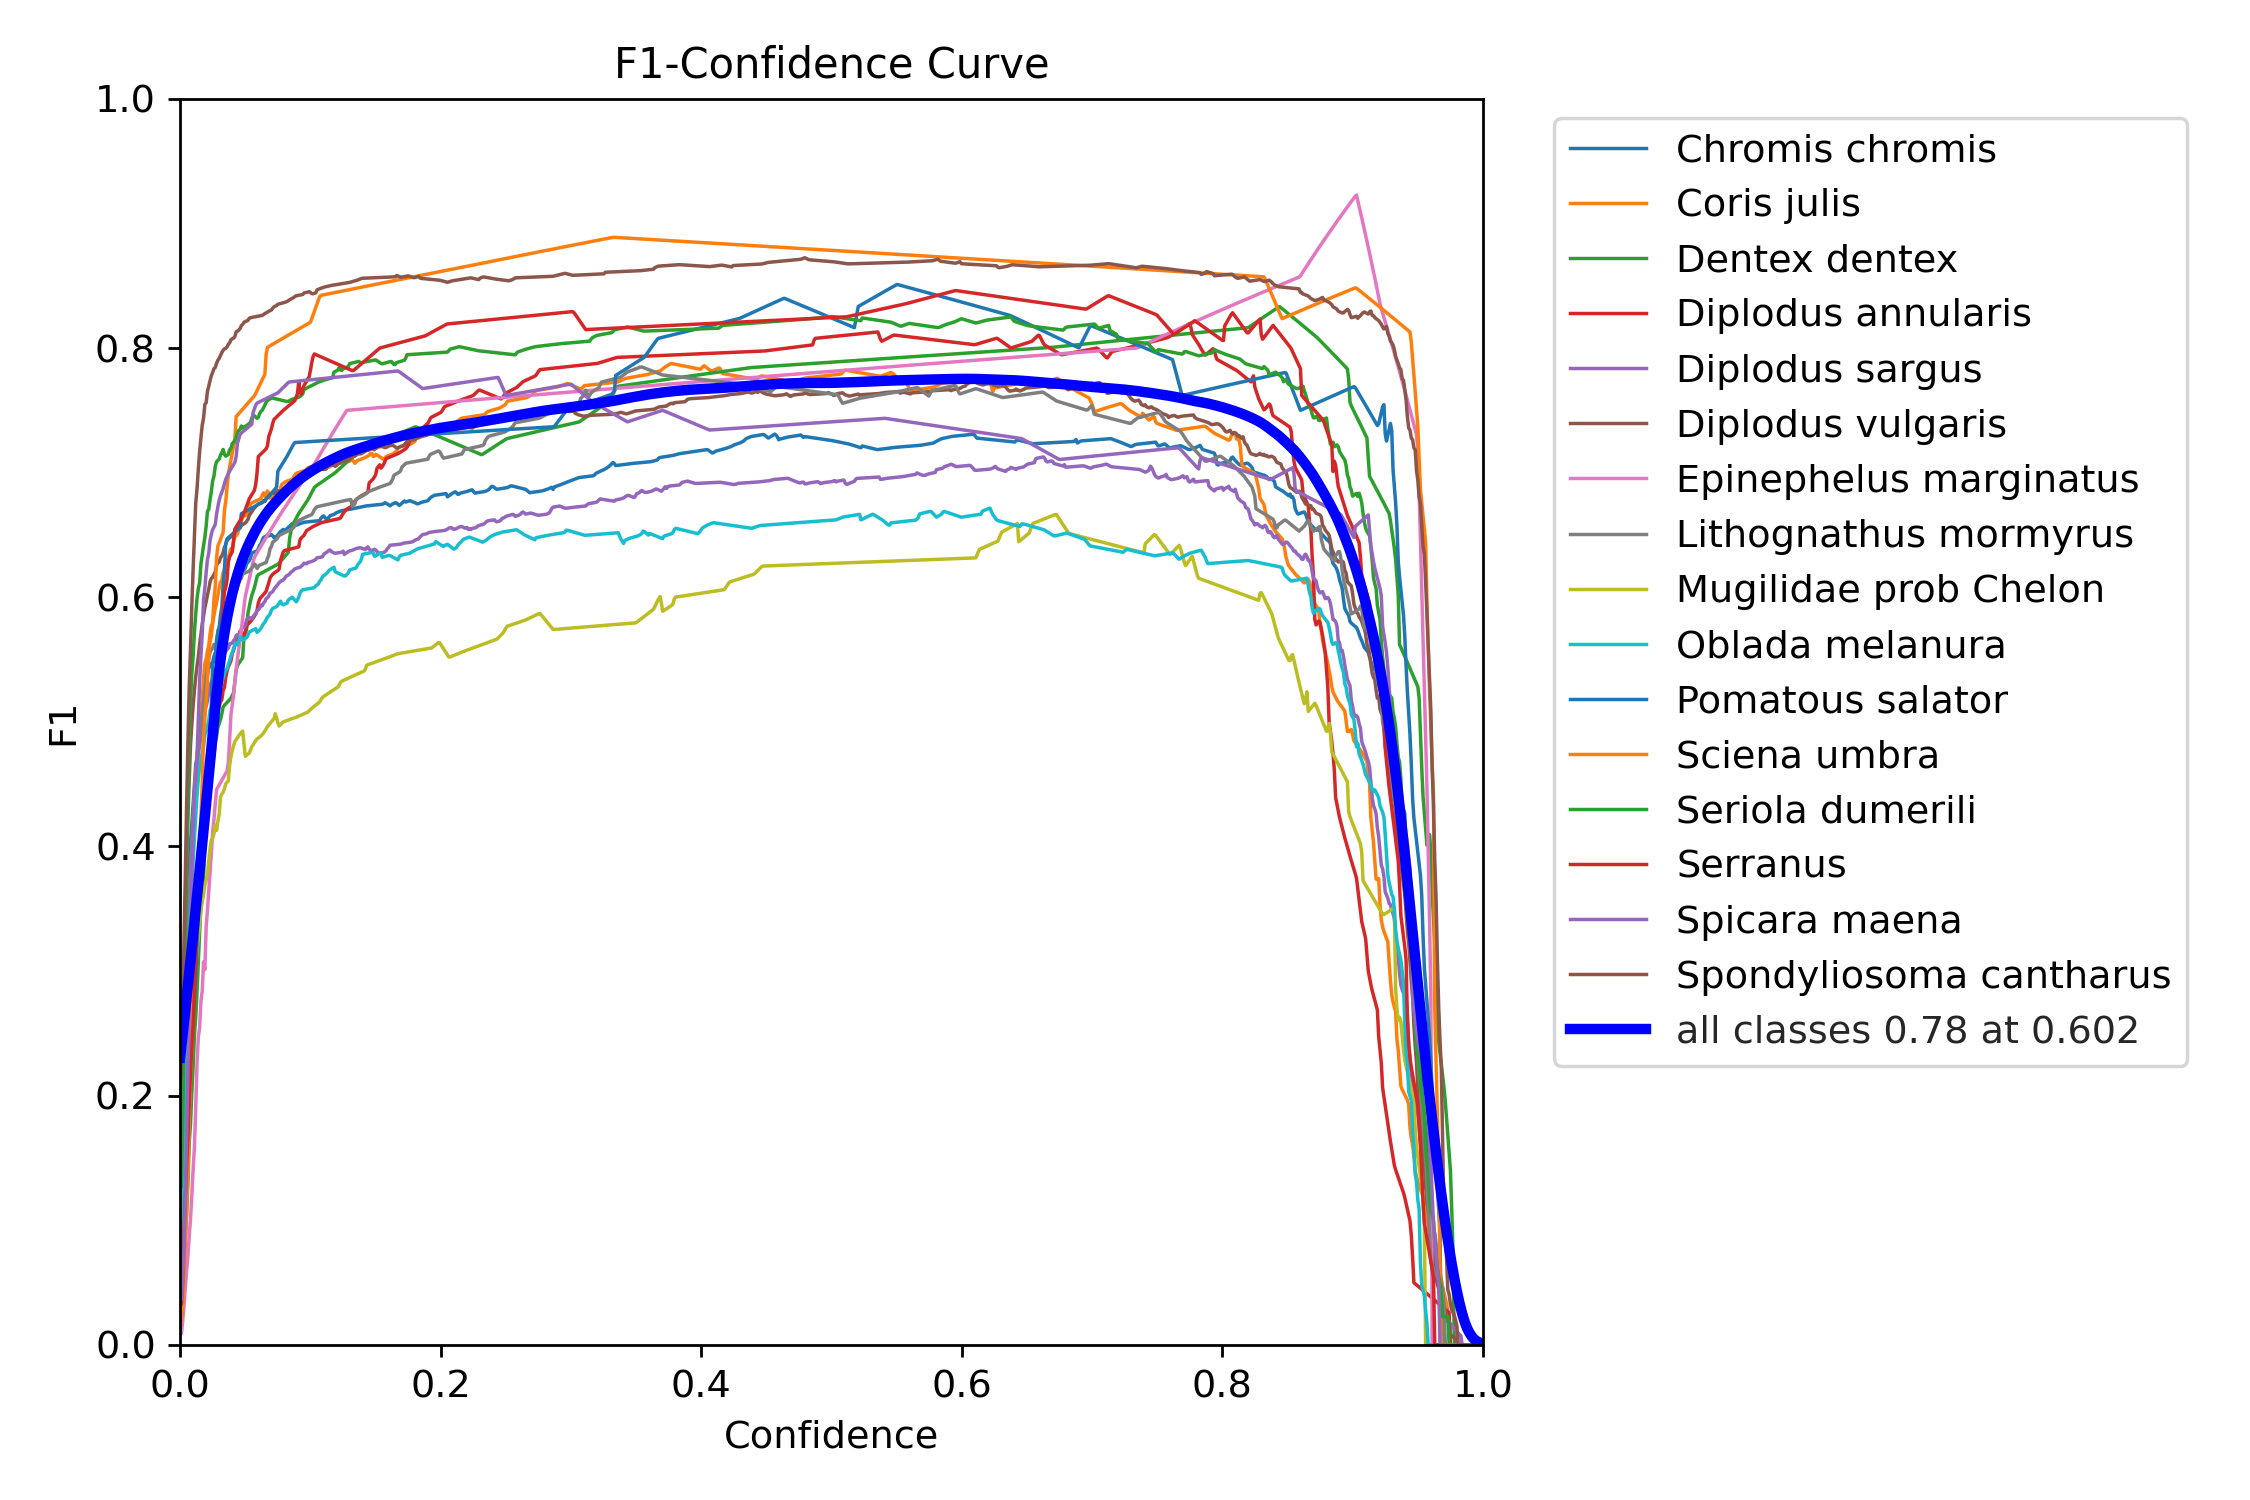 F1-Confidence Curve
1.0
0.8
0.6
0.4
0.2
0.0
F1
0.0 0.2 0.4 0.6 0.8 1.0
Confidence
Chromis chromis
Coris julis
Dentex dentex
Diplodus annularis
Diplodus sargus
Diplodus vulgaris
Epinephelus marginatus
Lithognathus mormyrus
Mugilidae prob Chelon
Oblada melanura
Pomatous salator
Sciena umbra
Seriola dumerili
Serranus
Spicara maena
Spondyliosoma cantharus
all classes 0.78 at 0.602